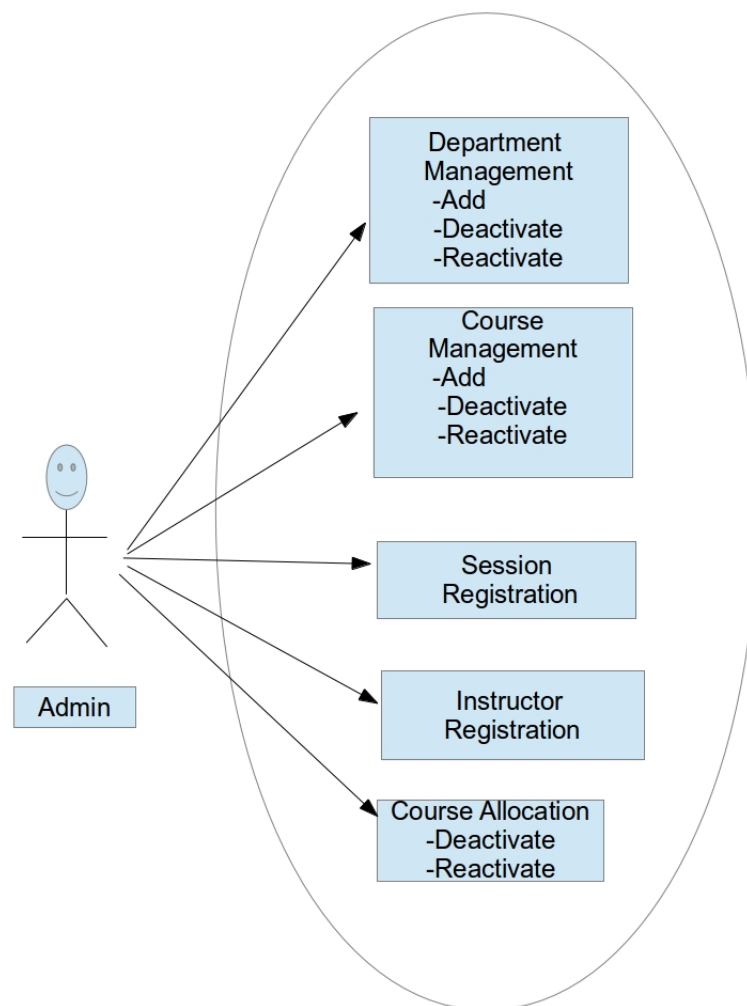 Department
Management
-Add
-Deactivate
-Reactivate
Course
Management
-Add
-Deactivate
-Reactivate
Session
Registration
Admin
Instructor
Registration
Course Allocation
-Deactivate
-Reactivate